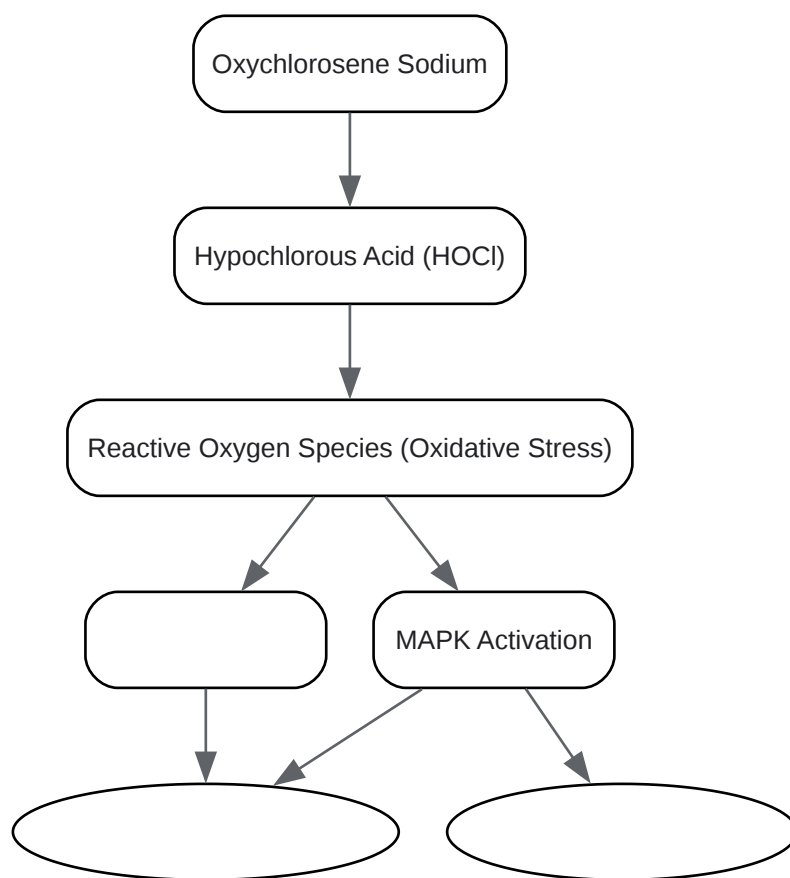 Oxychlorosene Sodium
Hypochlorous Acid (HOCl)
Reactive Oxygen Species (Oxidative Stress)
MAPK Activation